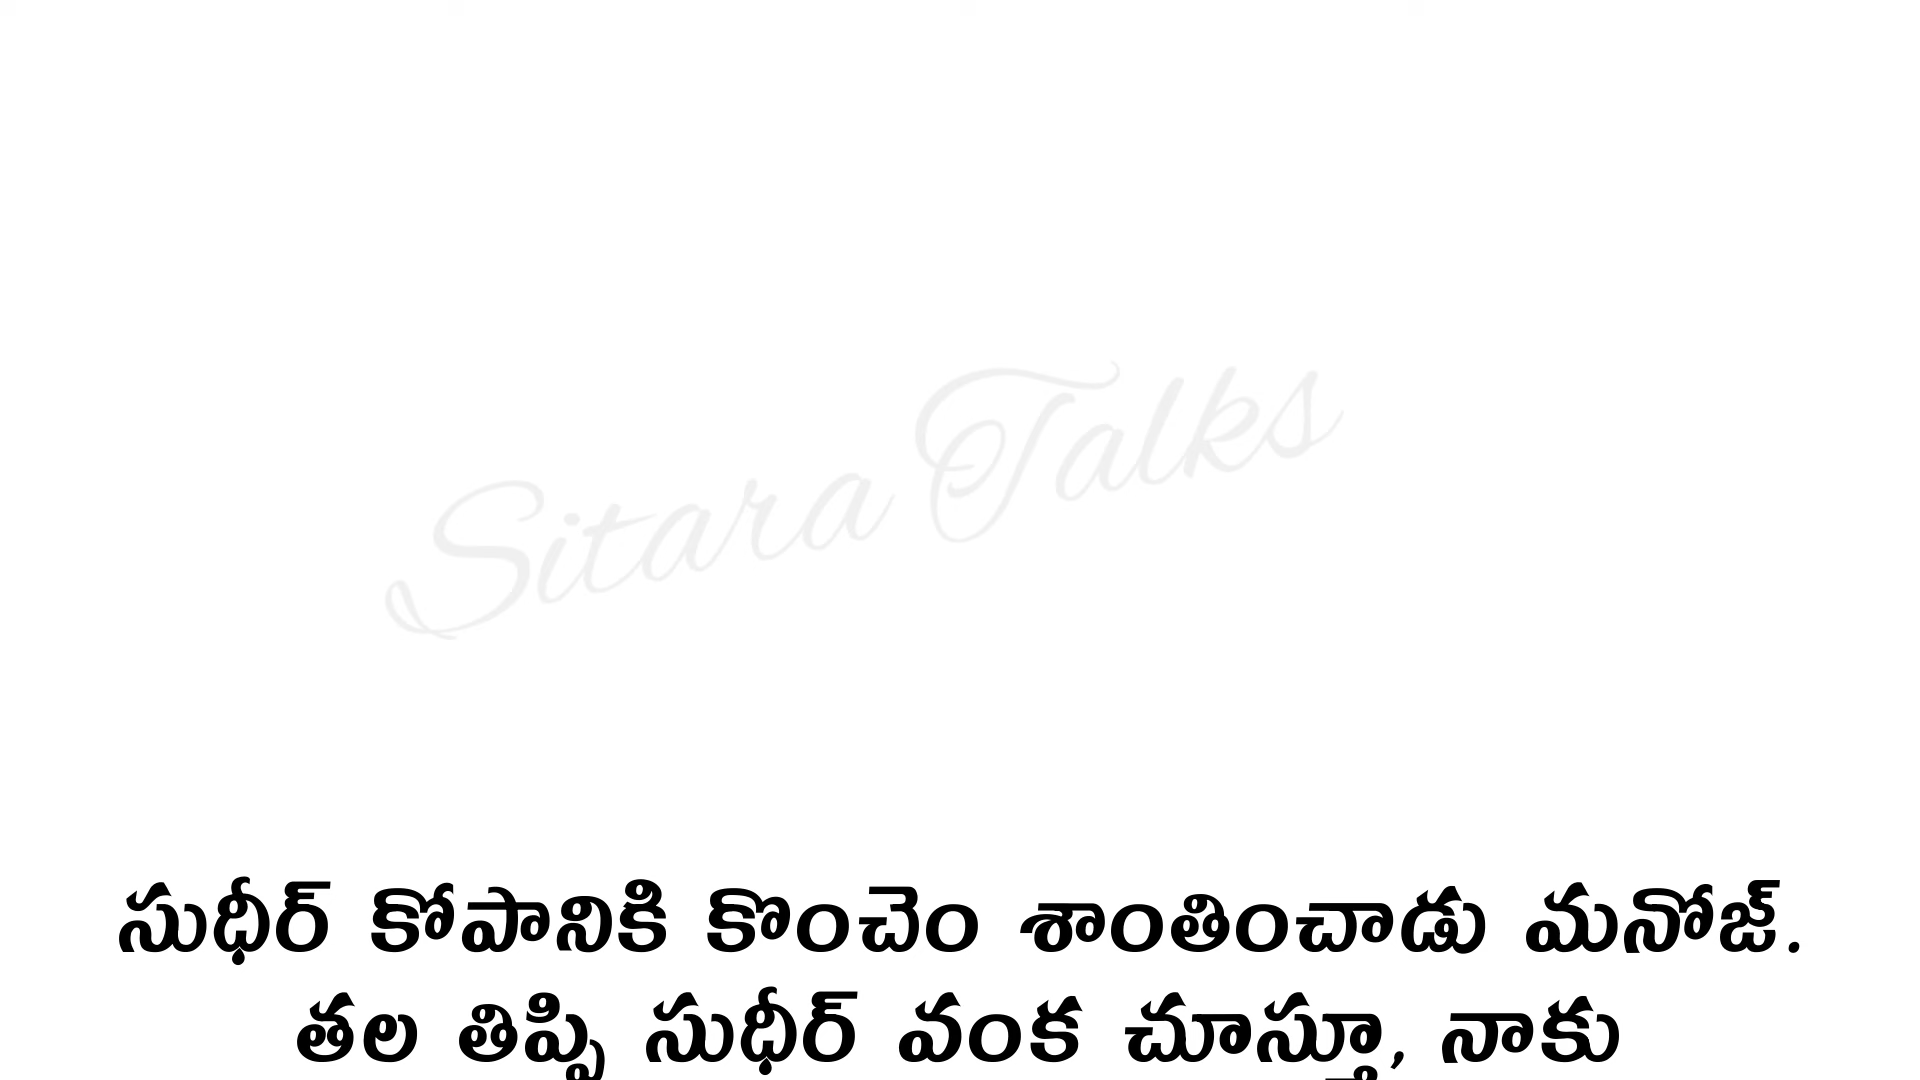 Sitara Talks
సుధీర్ కోపానికి కొంచెం శాంతించాడు మనోజ్.
తల తిప్పి సుధీర్ వంక చూస్తూ, నాకు